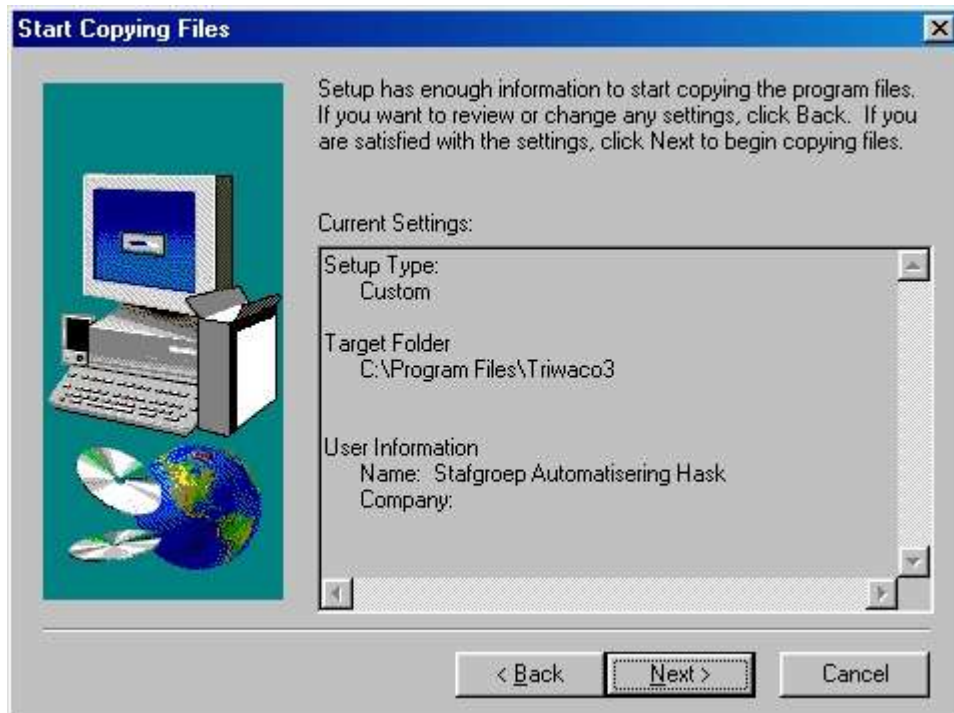 Start Copying Files
Setup has enough information to start copying the program files.
If you want to review or change any settings, click Back. If you
are satisfied with the settings, click Next to begin copying files.
Current Settings:
Setup Type:
Custom
Target Folder
C:\Program Files\Triwaco3
User Information
Name: Stafgroep Automatisering Hask
Company:
< Back
Next >
Cancel